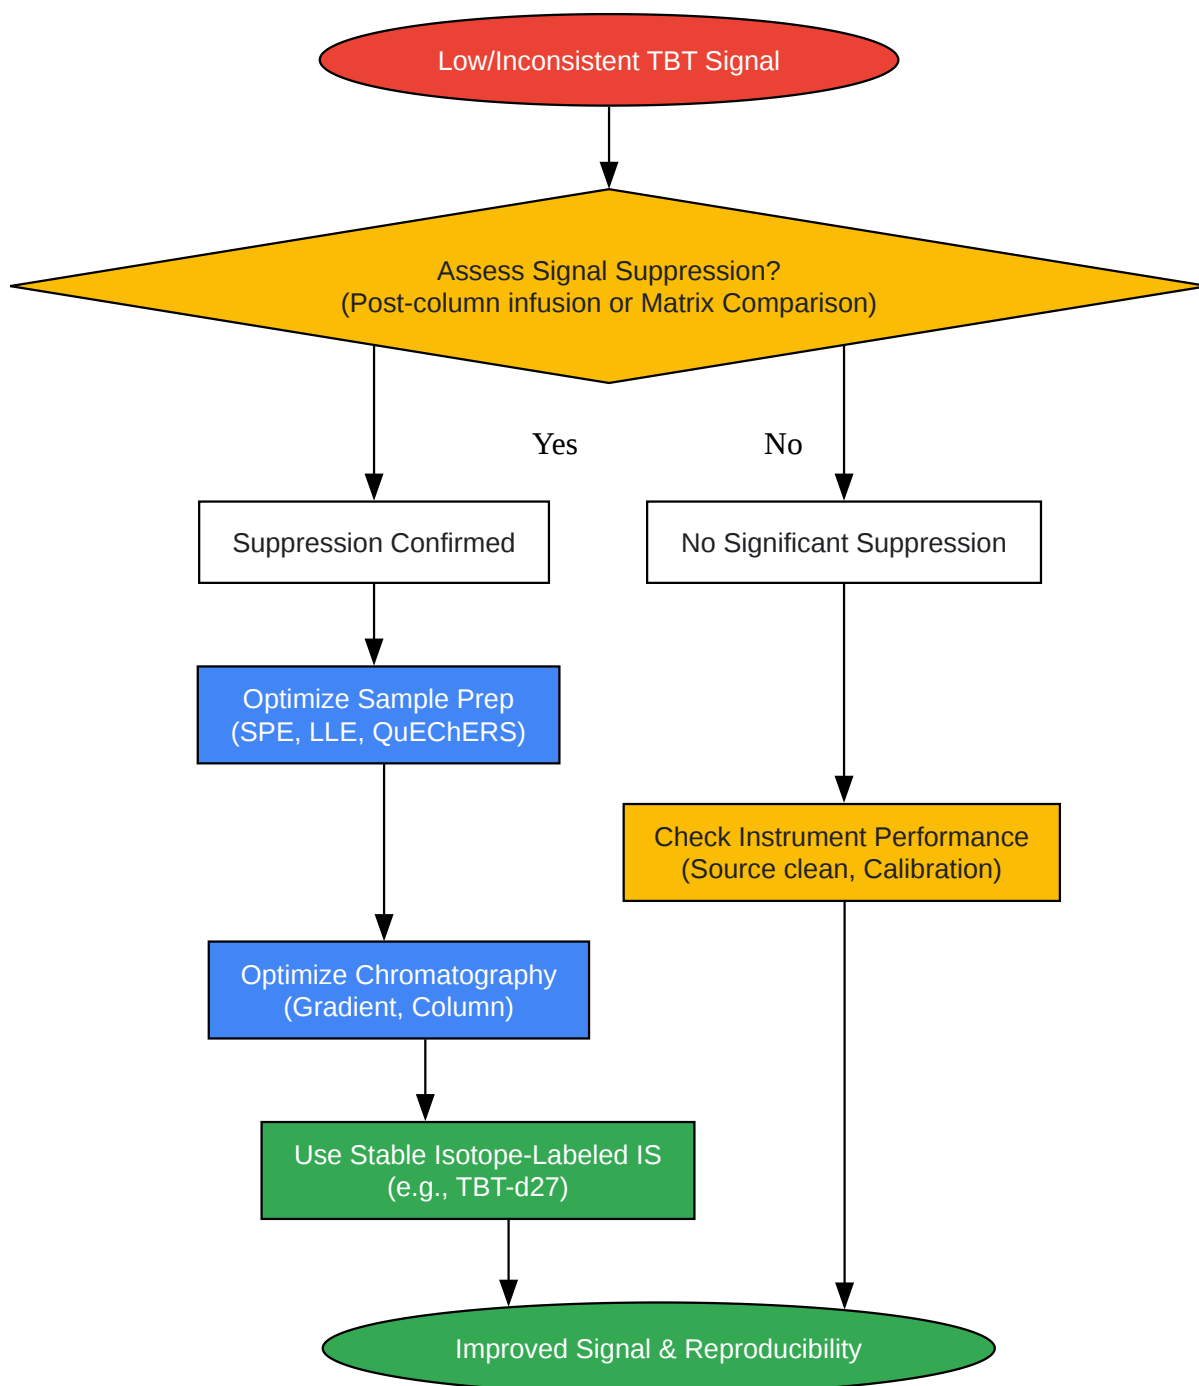 Low/Inconsistent TBT Signal
Assess Signal Suppression?
(Post-column infusion or Matrix Comparison)
Yes
No
Suppression Confirmed
No Significant Suppression
Optimize Sample Prep
(SPE, LLE, QuEChERS)
Check Instrument Performance
(Source clean, Calibration)
Optimize Chromatography
(Gradient, Column)
Use Stable Isotope-Labeled IS
(e.g., TBT-d27)
Improved Signal & Reproducibility